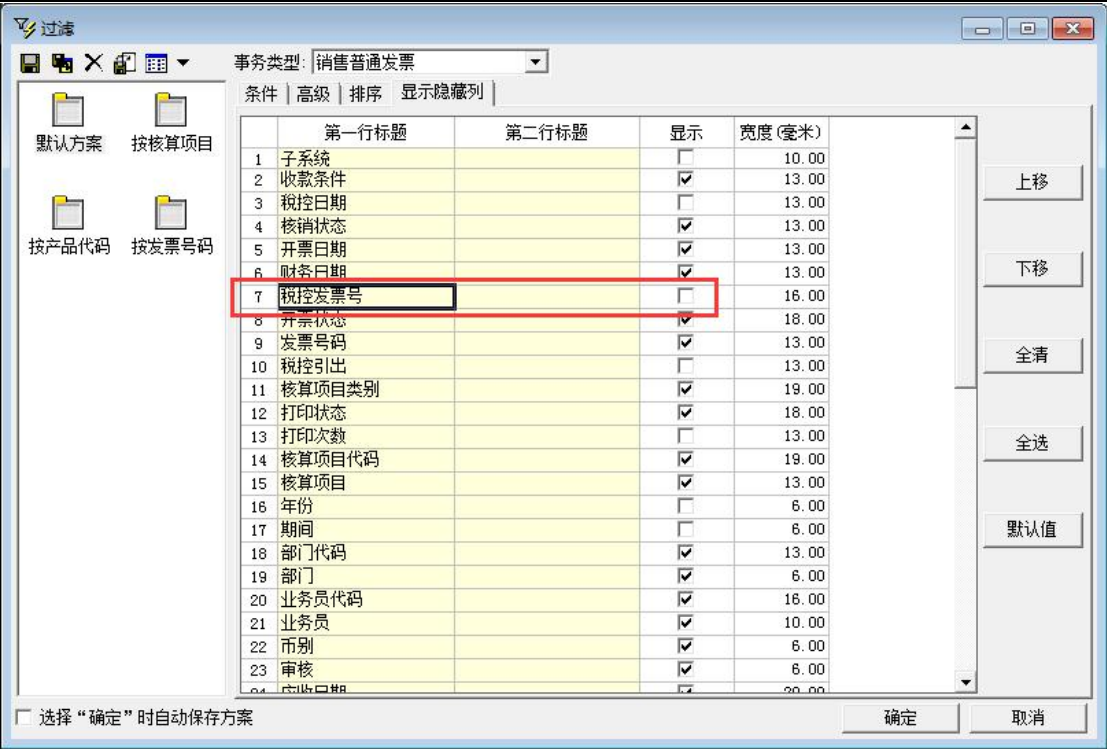 过滤
事务类型: 销售普通发票
条件 高级 排序 显示隐藏列
默认方案 按核算项目
按产品代码 按发票号码
第一行标题 第二行标题 显示 宽度(毫米)
1 子系统 10.00
2 收款条件 13.00
3 税控日期 13.00
4 核销状态 13.00
5 开票日期 13.00
6 财务日期 13.00
7 税控发票号 16.00
8 开票状态 18.00
9 发票号码 13.00
10 税控引出 13.00
11 核算项目类别 19.00
12 打印状态 18.00
13 打印次数 13.00
14 核算项目代码 19.00
15 核算项目 13.00
16 年份 6.00
17 期间 6.00
18 部门代码 13.00
19 部门 6.00
20 业务员代码 16.00
21 业务员 10.00
22 币别 6.00
23 审核 6.00
24 应收日期 20.00
上移
下移
全清
全选
默认值
选择“确定”时自动保存方案
确定 取消